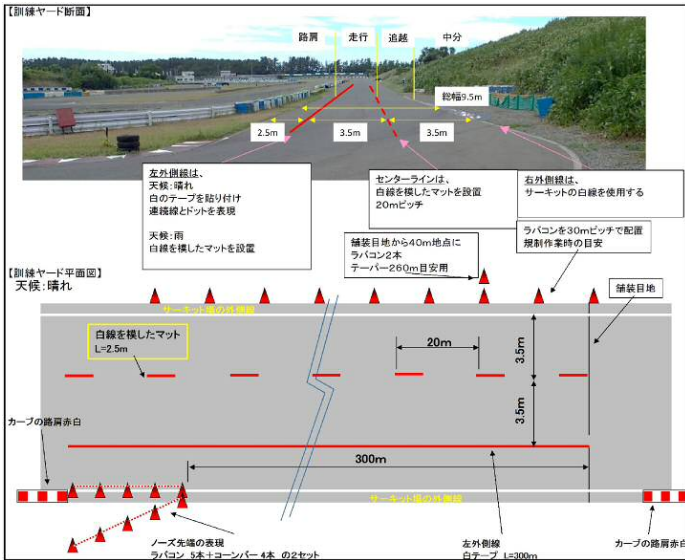 【訓練ヤード断面】
路肩
走行
追越
中分
総幅9.5m
2.5m
3.5m
3.5m
左外側線は、
天候:晴れ
白のテープを貼り付け
連続線とドットを表現
天候:雨
白線を模したマットを設置
センターラインは、
白線を模したマットを設置
20mピッチ
右外側線は、
サーキットの白線を使用する
舗装目地から40m地点に
ラバコン2本
テーパー260m目安用
ラバコンを30mピッチで配置
規制作業時の目安
【訓練ヤード平面図】
天候:晴れ
舗装目地
サーキット場の外側線
白線を模したマット
L=2.5m
20m
3.5m
3.5m
カーブの路肩赤白
300m
サーキット場の外側線
ノーズ先端の表現
ラバコン 5本+コーンバー 4本 の2セット
左外側線
白テープ L=300m
カーブの路肩赤白